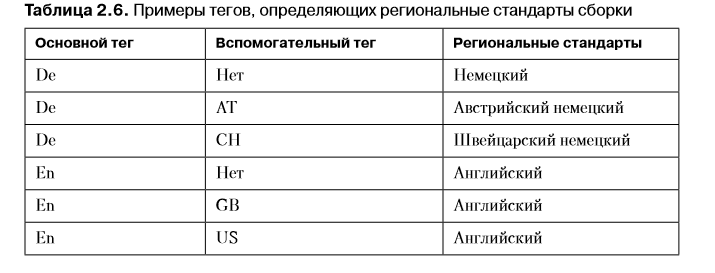 Таблица 2.6. Примеры тегов, определяющих региональные стандарты сборки
Основной тег Вспомогательный тег Региональные стандарты
De Нет Немецкий
De AT Австрийский немецкий
De CH Швейцарский немецкий
En Нет Английский
En GB Английский
En US Английский